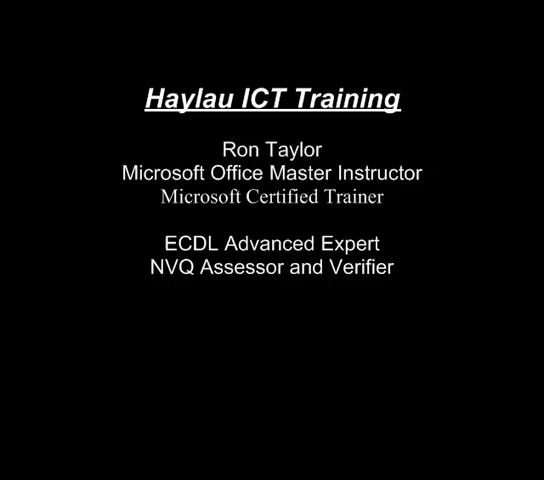 Haylau ICT Training
Ron Taylor
Microsoft Office Master Instructor
Microsoft Certified Trainer
ECDL Advanced Expert
NVQ Assessor and Verifier